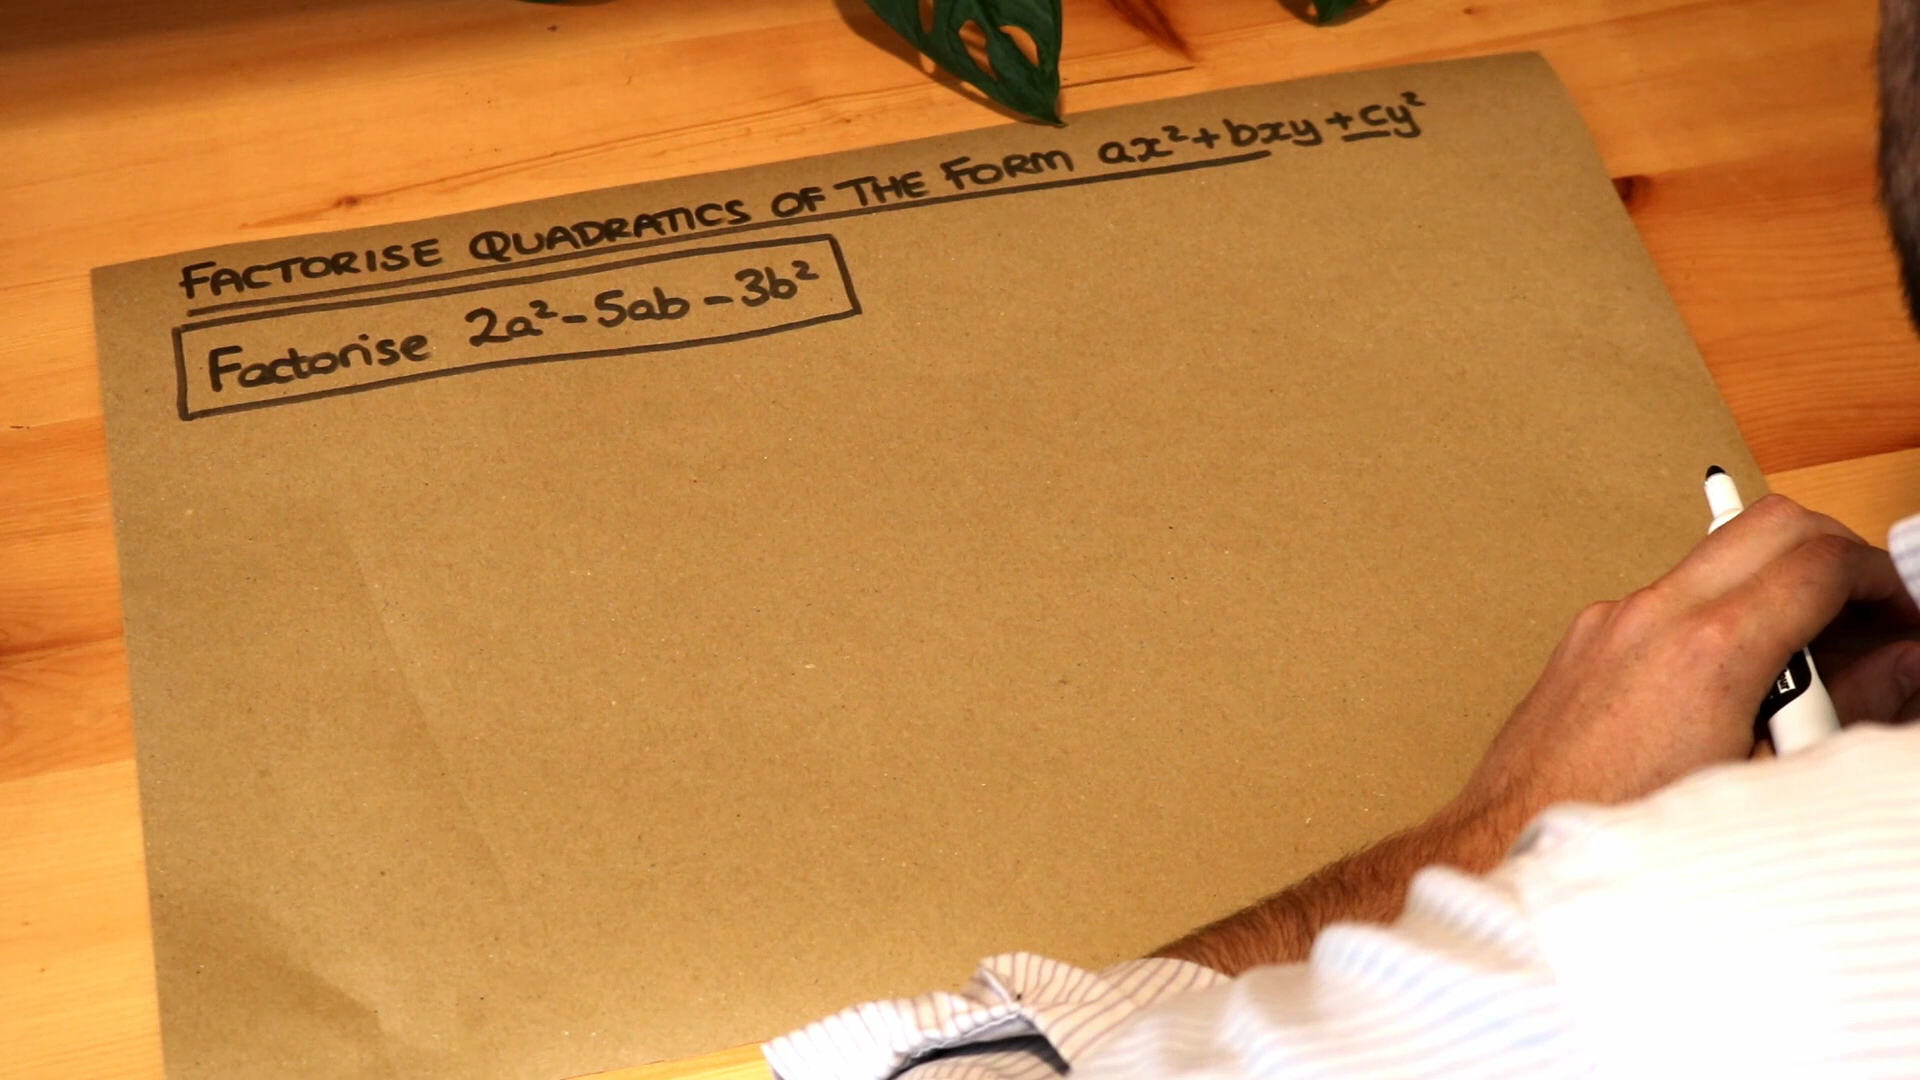 FACTORISE QUADRATICS OF THE FORM ax²+bxy+cy²
Factorise 2a²-5ab-3b²